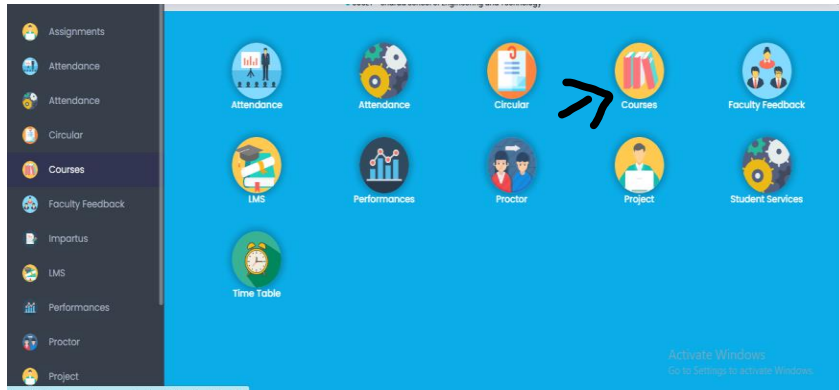 Assignments
Attendance
Attendance
Circular
Courses
Faculty Feedback
Impartus
LMS
Performances
Proctor
Project
Attendance
Attendance
Circular
Courses
Faculty Feedback
LMS
Performances
Proctor
Project
Student Services
Time Table
Activate Windows
Go to Settings to activate Windows.